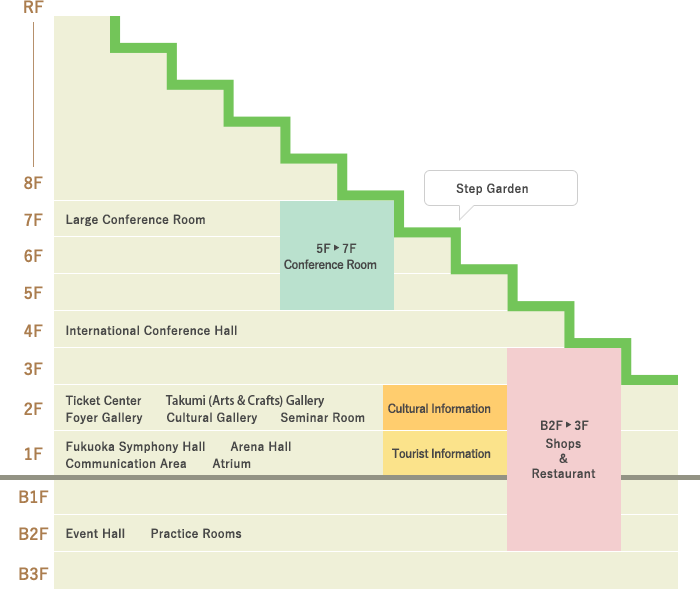 RF
8F
Step Garden
7F Large Conference Room
5F ▶ 7F
6F
Conference Room
5F
4F International Conference Hall
3F
Ticket Center Takumi (Arts & Crafts) Gallery
2F
Cultural Information
Foyer Gallery Cultural Gallery Seminar Room
B2F ▶ 3F
Shops
&
Restaurant
Fukuoka Symphony Hall Arena Hall
1F
Tourist Information
Communication Area Atrium
B1F
B2F Event Hall Practice Rooms
B3F